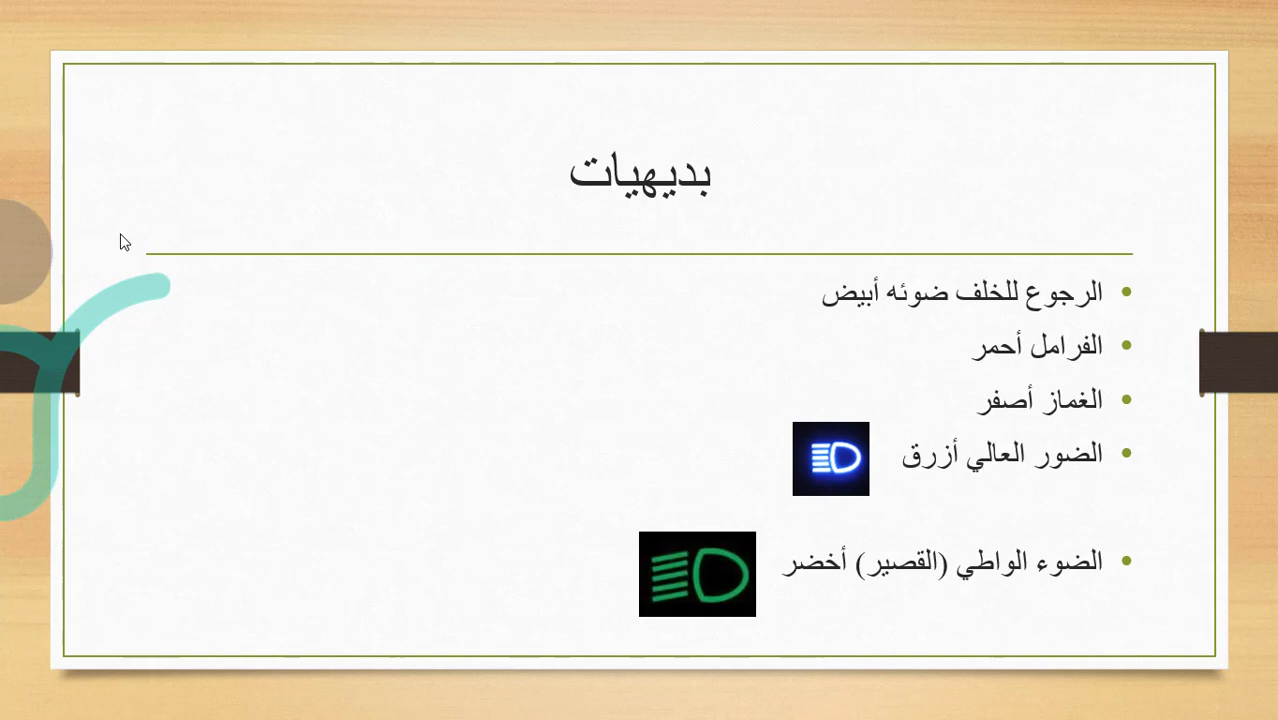 بديهيات
الرجوع للخلف ضوئه أبيض
الفرامل أحمر
الغماز أصفر
الضور العالي أزرق
الضوء الواطي (القصير) أخضر